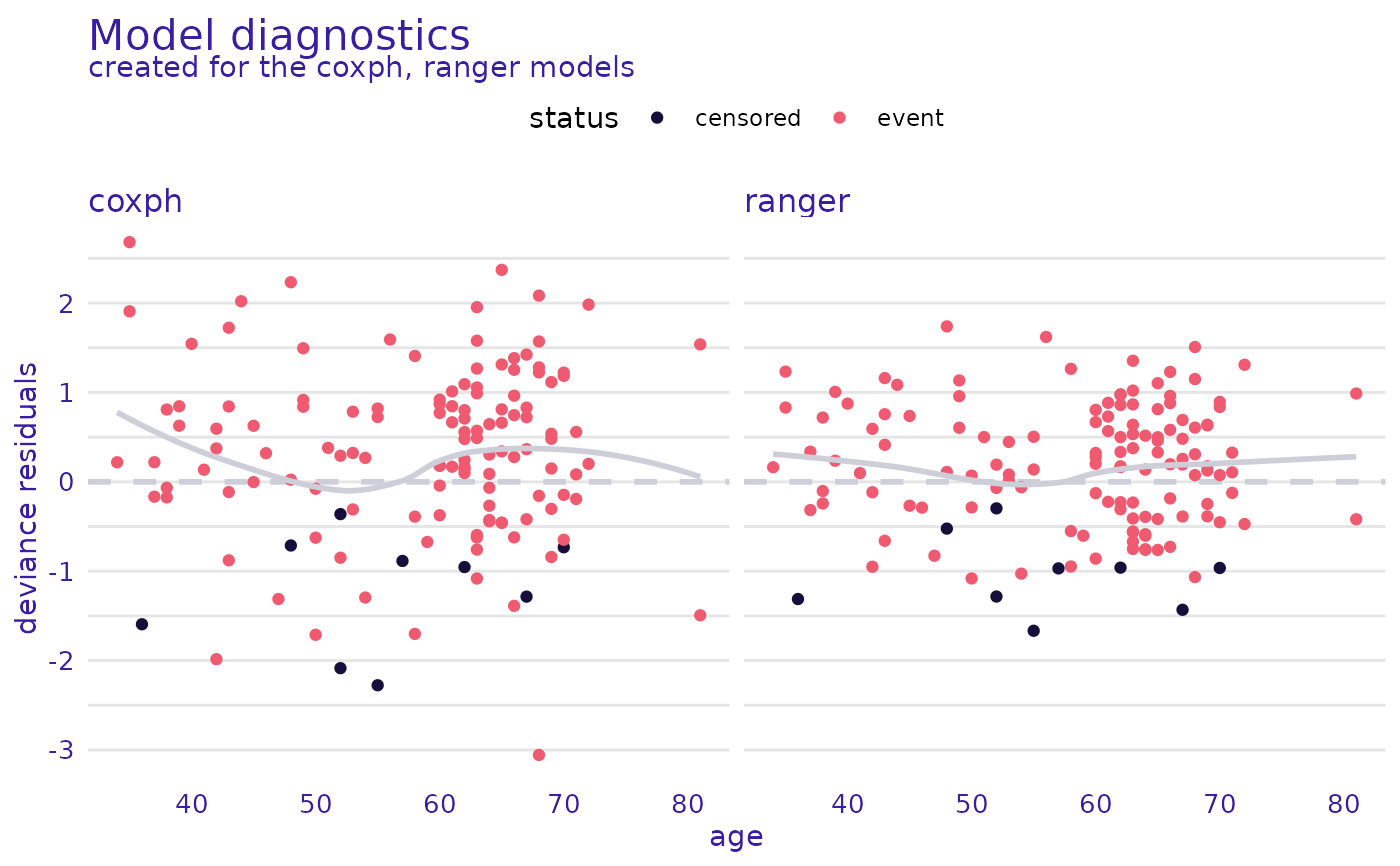 Model diagnostics
created for the coxph, ranger models
status censored event
coxph ranger
deviance residuals
2
1
0
-1
-2
-3
40 50 60 70 80 40 50 60 70 80
age